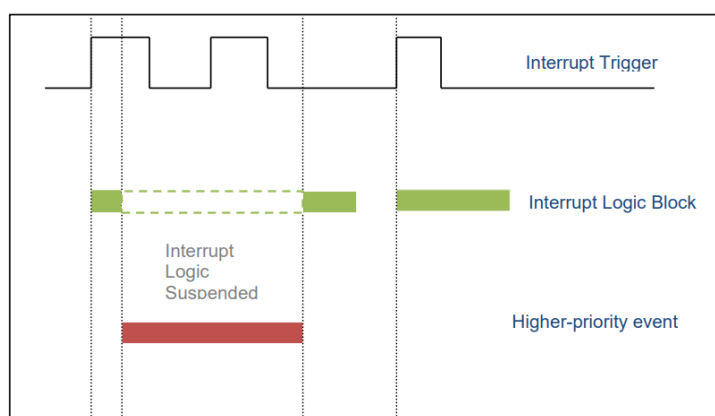 Interrupt Trigger
Interrupt Logic Block
Interrupt
Logic
Suspended
Higher-priority event